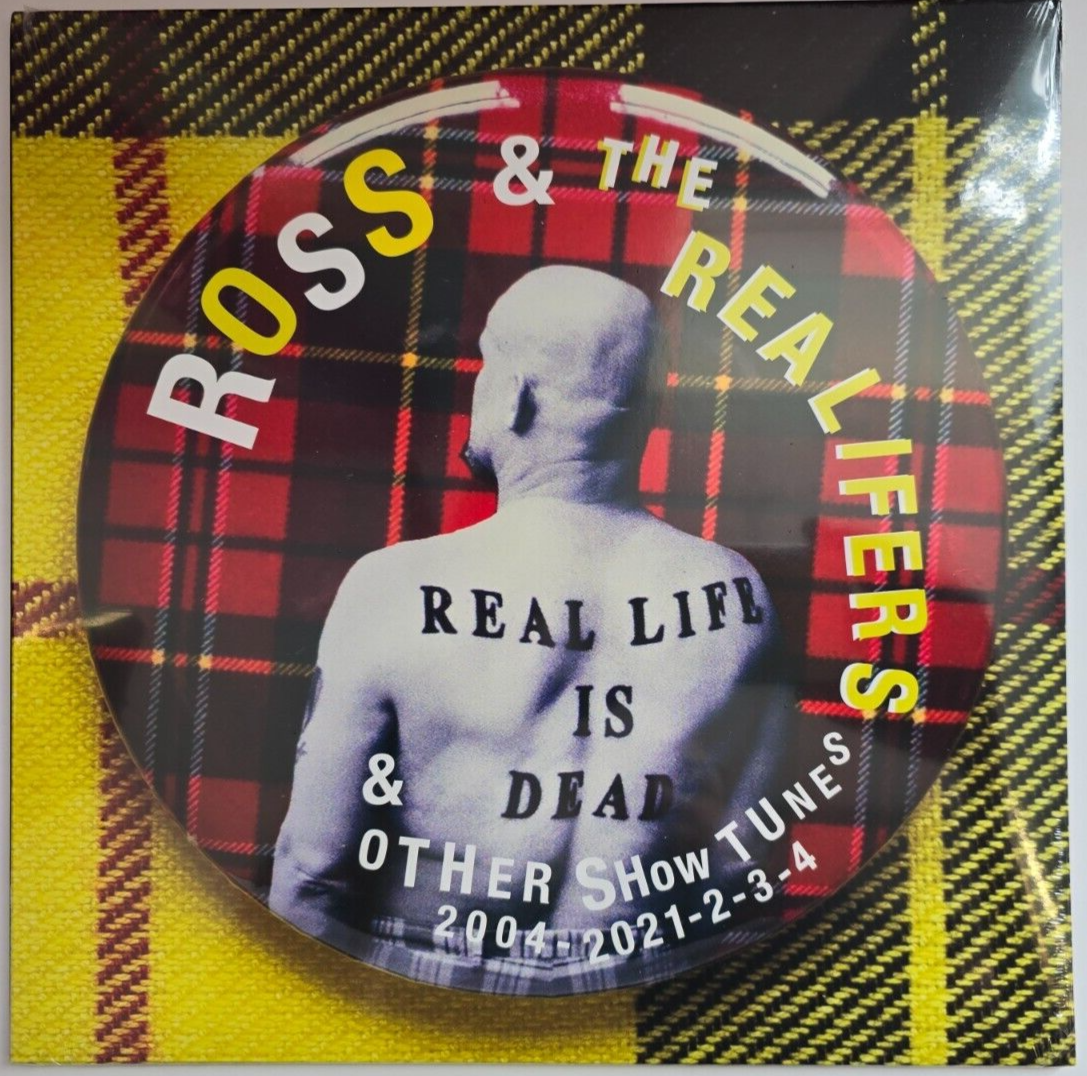 ROSS & THE REALIFERS
REAL LIFE
IS
DEAD
& OTHER SHOW TUNES
2004-2021-2-3-4